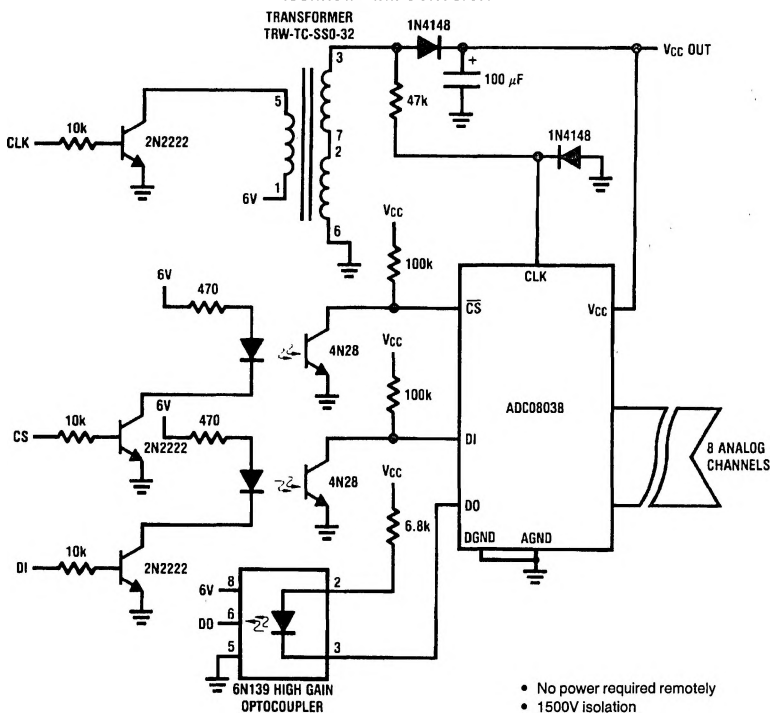 TRANSFORMER
TRW-TC-SSO-32
1N4148
VCC OUT
+
100 µF
3
5
47k
1N4148
10k
CLK
2N2222
7
2
1
6V
6
VCC
100k
CLK
6V
470
CS
VCC
VCC
4N28
100k
ADC08038
CS
10k
2N2222
6V
470
DI
8 ANALOG
CHANNELS
4N28
VCC
DO
6.8k
DGND
AGND
DI
10k
2N2222
6V
8
2
DO
6
5
3
6N139 HIGH GAIN
OPTOCOUPLER
• No power required remotely
• 1500V isolation